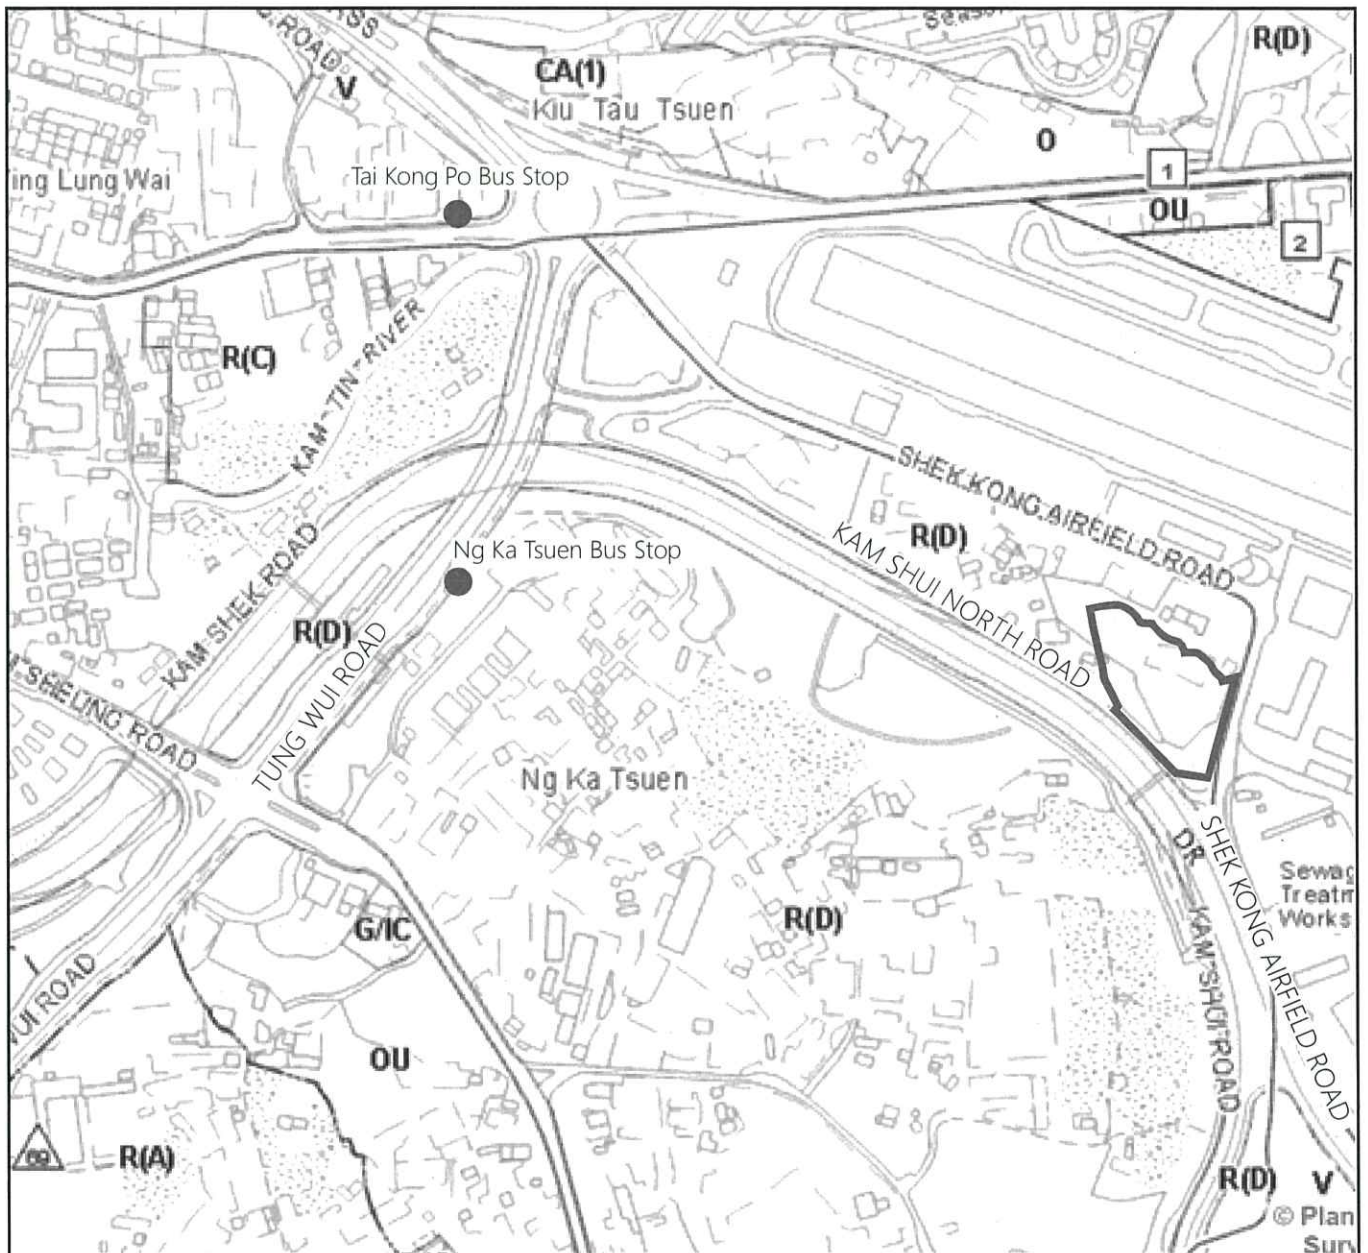 ROAD
V
CA(1)
Kiu Tau Tsuen
R(D)
O
1
OU
2
ing Lung Wai
Tai Kong Po Bus Stop
R(C)
KAM TIN RIVER
SHEK KONG AIRFIELD ROAD
R(D)
KAM SHUI NORTH ROAD
Ng Ka Tsuen Bus Stop
KAM SHEK ROAD
R(D)
TUNG WUI ROAD
SHEUNG ROAD
Ng Ka Tsuen
DR
SHEK KONG AIRFIELD ROAD
KAM SHUI ROAD
Sewag
Treatm
Works
R(D)
G/IC
WUI ROAD
OU
69
R(A)
R(D)
V
© Plan
Surv